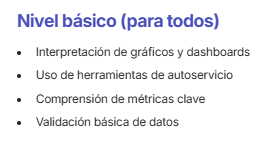 Nivel básico (para todos)
• Interpretación de gráficos y dashboards
• Uso de herramientas de autoservicio
• Comprensión de métricas clave
• Validación básica de datos